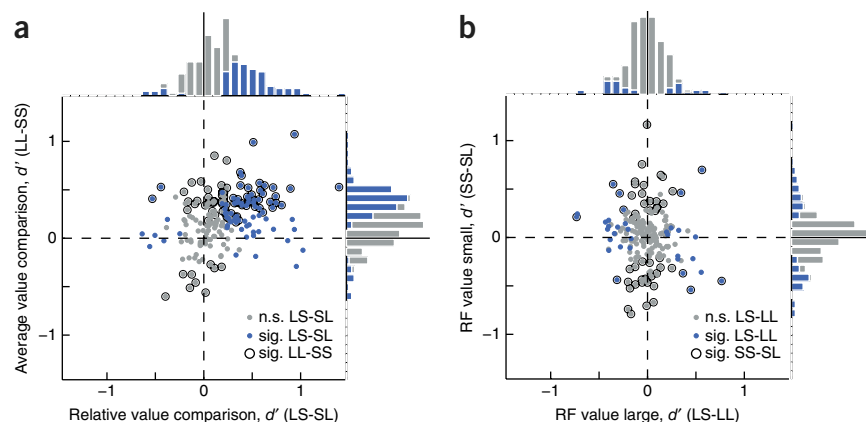 a
Average value comparison, d′ (LL-SS)
1
0
−1
n.s. LS-SL
sig. LS-SL
sig. LL-SS
−1
0
1
Relative value comparison, d′ (LS-SL)
b
RF value small, d′ (SS-SL)
1
0
−1
n.s. LS-LL
sig. LS-LL
sig. SS-SL
−1
0
1
RF value large, d′ (LS-LL)